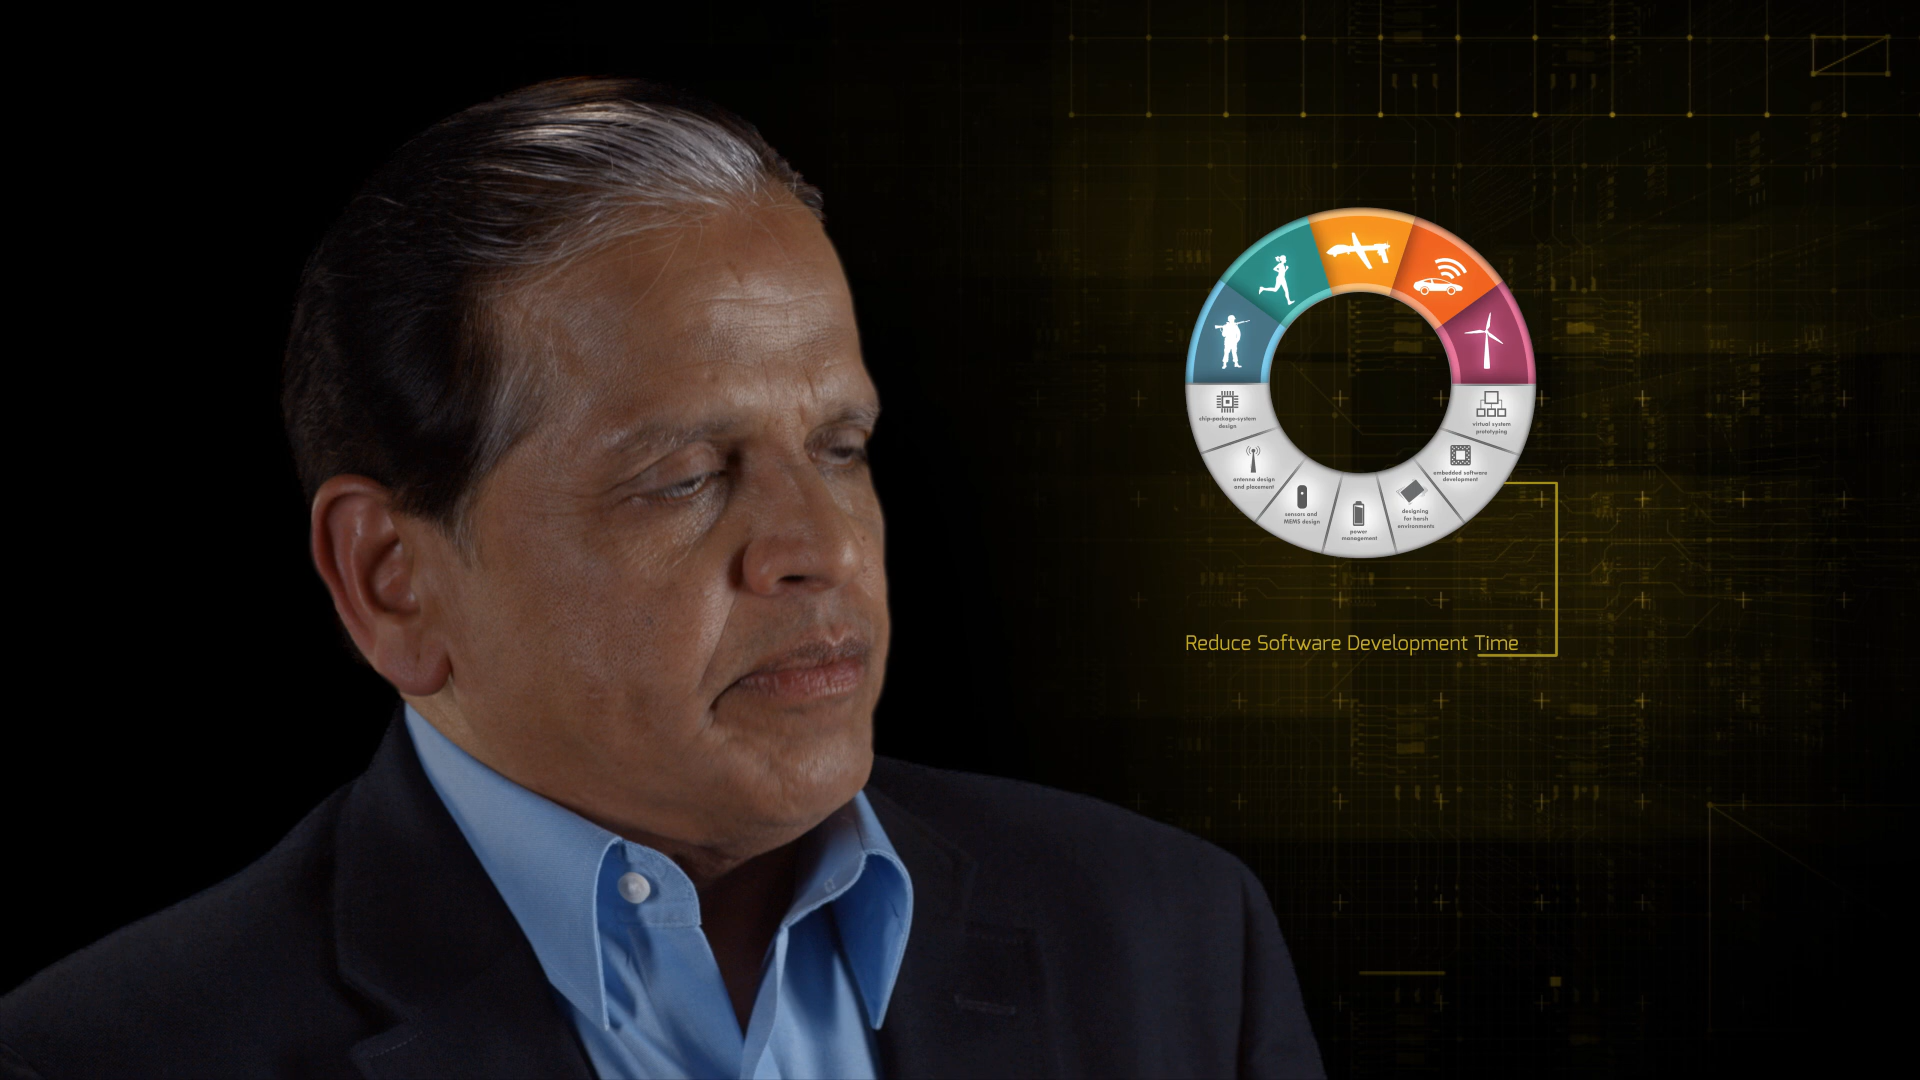 chip-package-system
design
antenna design
and placement
sensors and
MEMS design
power
management
designing
for harsh
environments
embedded software
development
virtual system
prototyping
Reduce Software Development Time